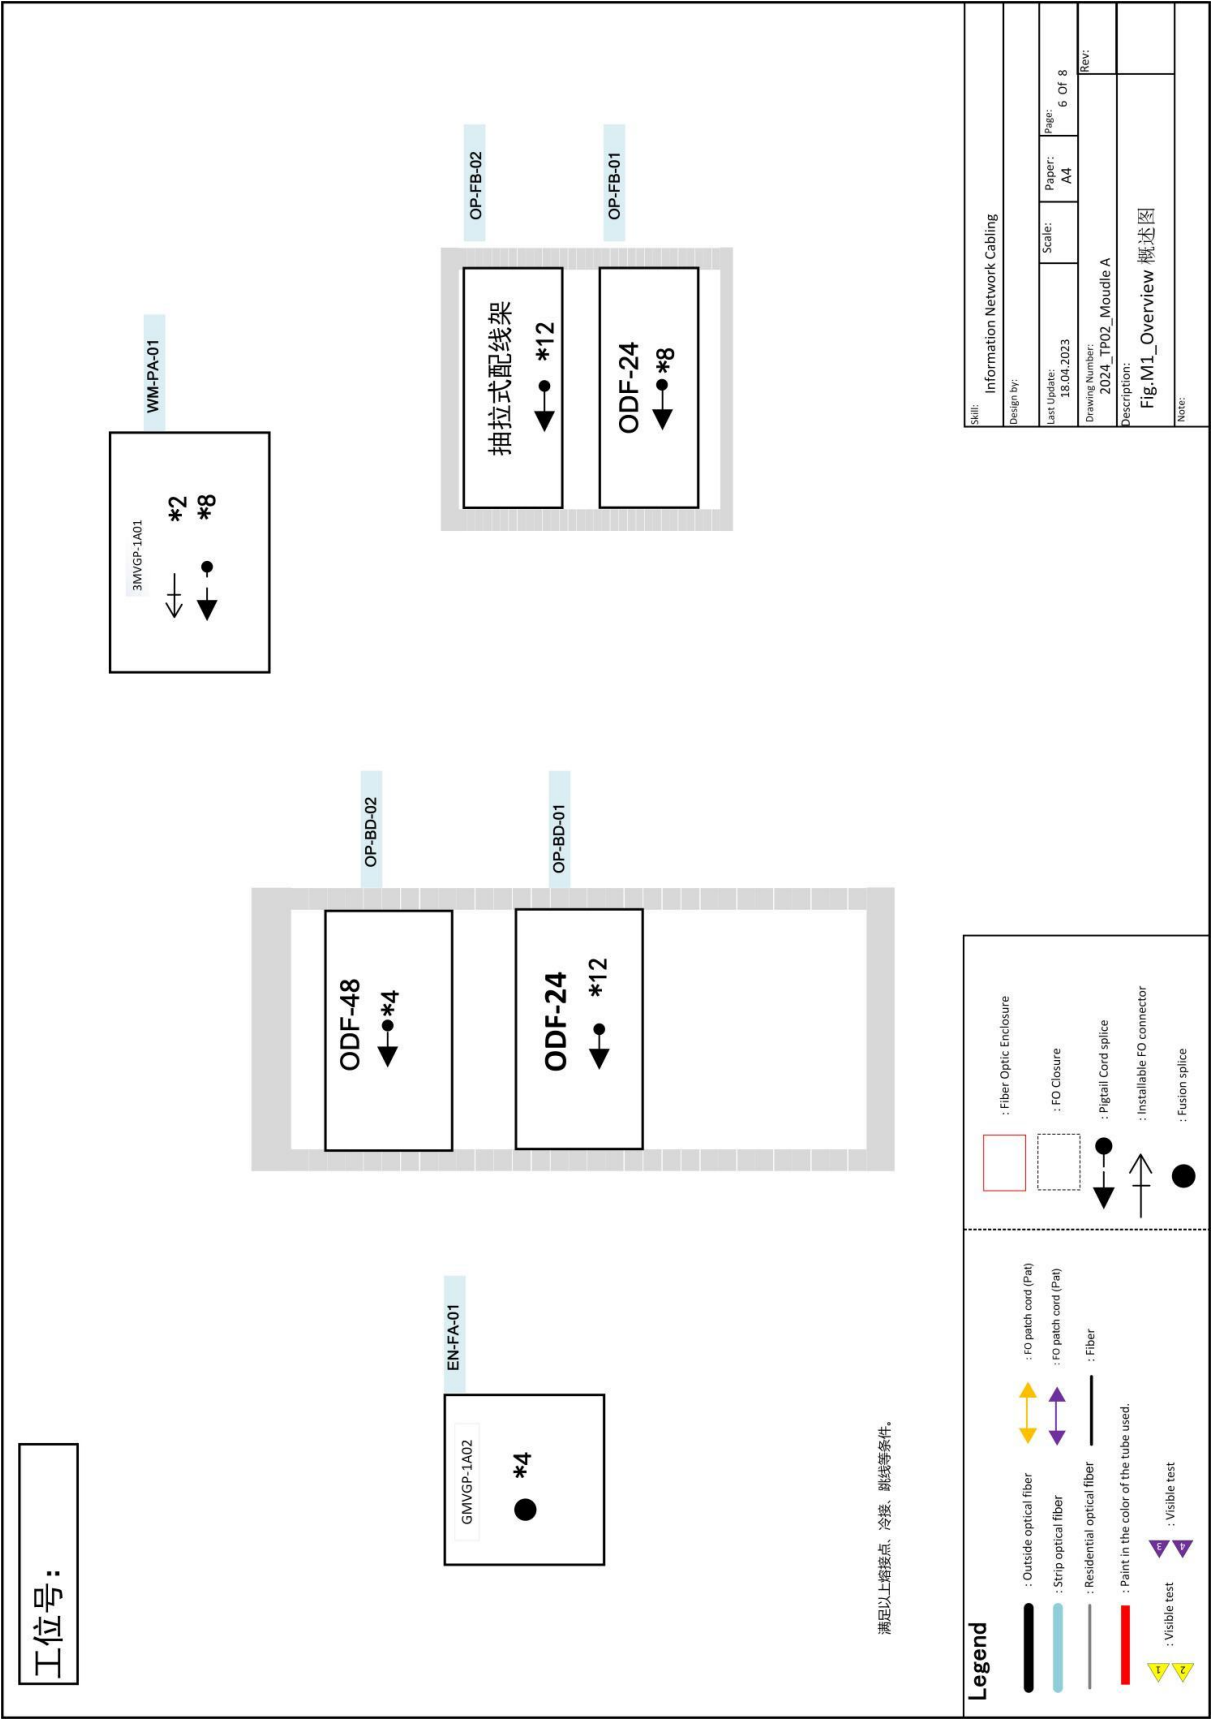 工位号：
WM-PA-01
3MVGP-1A01
*2
*8
OP-BD-02
ODF-48
*4
OP-BD-01
ODF-24
*12
EN-FA-01
GMVGP-1A02
*4
OP-FB-02
抽拉式配线架
*12
OP-FB-01
ODF-24
*8
满足以上熔接点、冷接、跳线等条件。
Legend
: Outside optical fiber
: FO patch cord (Pat)
: Strip optical fiber
: FO patch cord (Pat)
: Residential optical fiber
: Fiber
: Paint in the color of the tube used.
1
2
: Visible test
3
4
: Visible test
: Fiber Optic Enclosure
: FO Closure
: Pigtail Cord splice
: Installable FO connector
: Fusion splice
Skill:
Information Network Cabling
Design by:
Last Update:
18.04.2023
Scale:
Paper:
A4
Page:
6 Of 8
Drawing Number:
2024_TP02_Moudle A
Rev:
Description:
Fig.M1_Overview 概述图
Note: